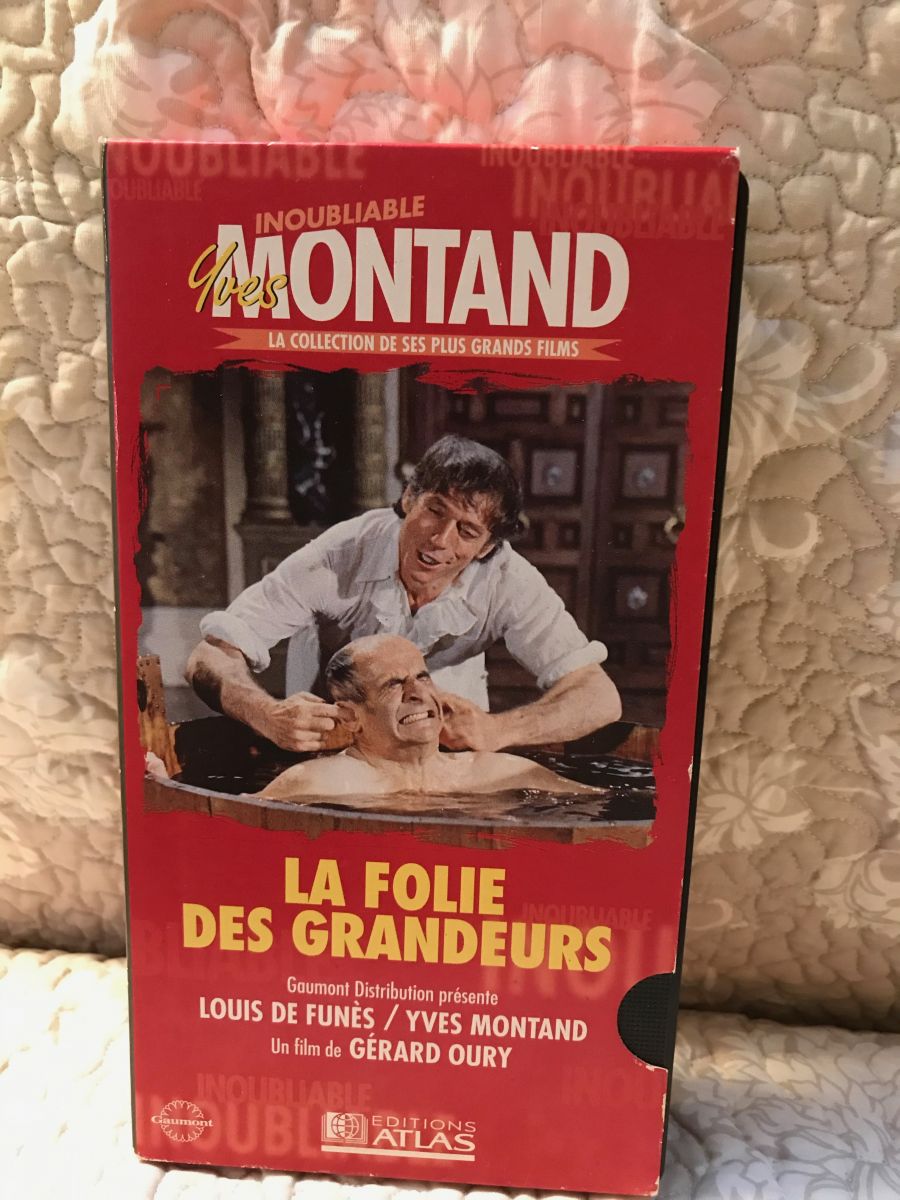 INOUBLIABLE
INOUBLIABLE
INOUBLIABLE
INOUBLIABLE
Yves MONTAND
LA COLLECTION DE SES PLUS GRANDS FILMS
LA FOLIE
DES GRANDEURS
INOUBLIABLE
Gaumont Distribution présente
LOUIS DE FUNÈS / YVES MONTAND
Un film de GÉRARD OURY
INOUBLIABLE
Gaumont
EDITIONS
ATLAS